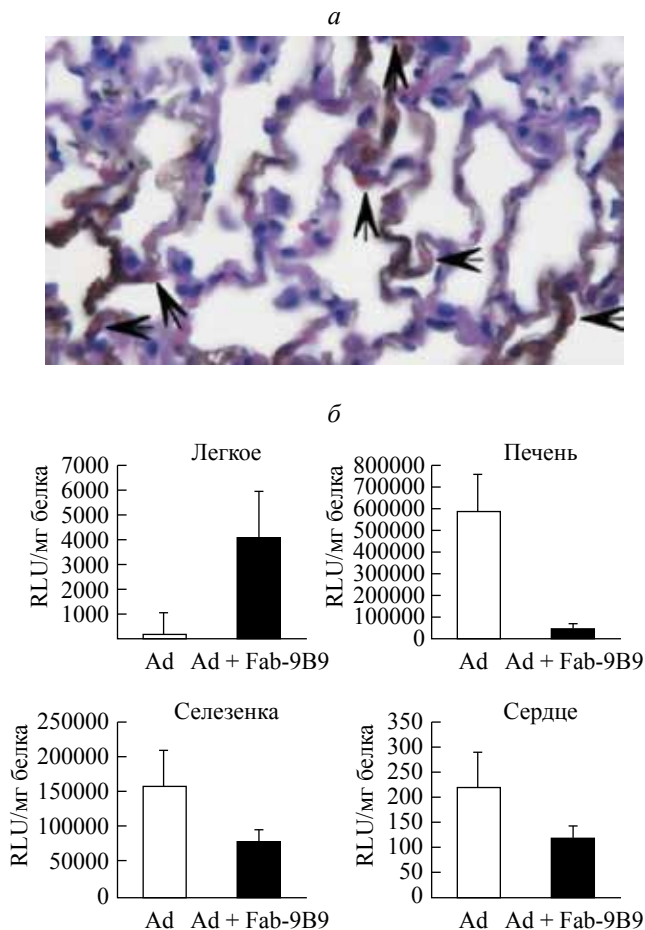 а
б
Легкое
7000
6000
5000
4000
3000
2000
1000
RLU/мг белка
Ad Ad + Fab-9B9
Печень
800000
700000
600000
500000
400000
300000
200000
100000
0
RLU/мг белка
Ad Ad + Fab-9B9
Селезенка
250000
200000
150000
100000
50000
0
RLU/мг белка
Ad Ad + Fab-9B9
Сердце
350
300
250
200
150
100
50
0
RLU/мг белка
Ad Ad + Fab-9B9